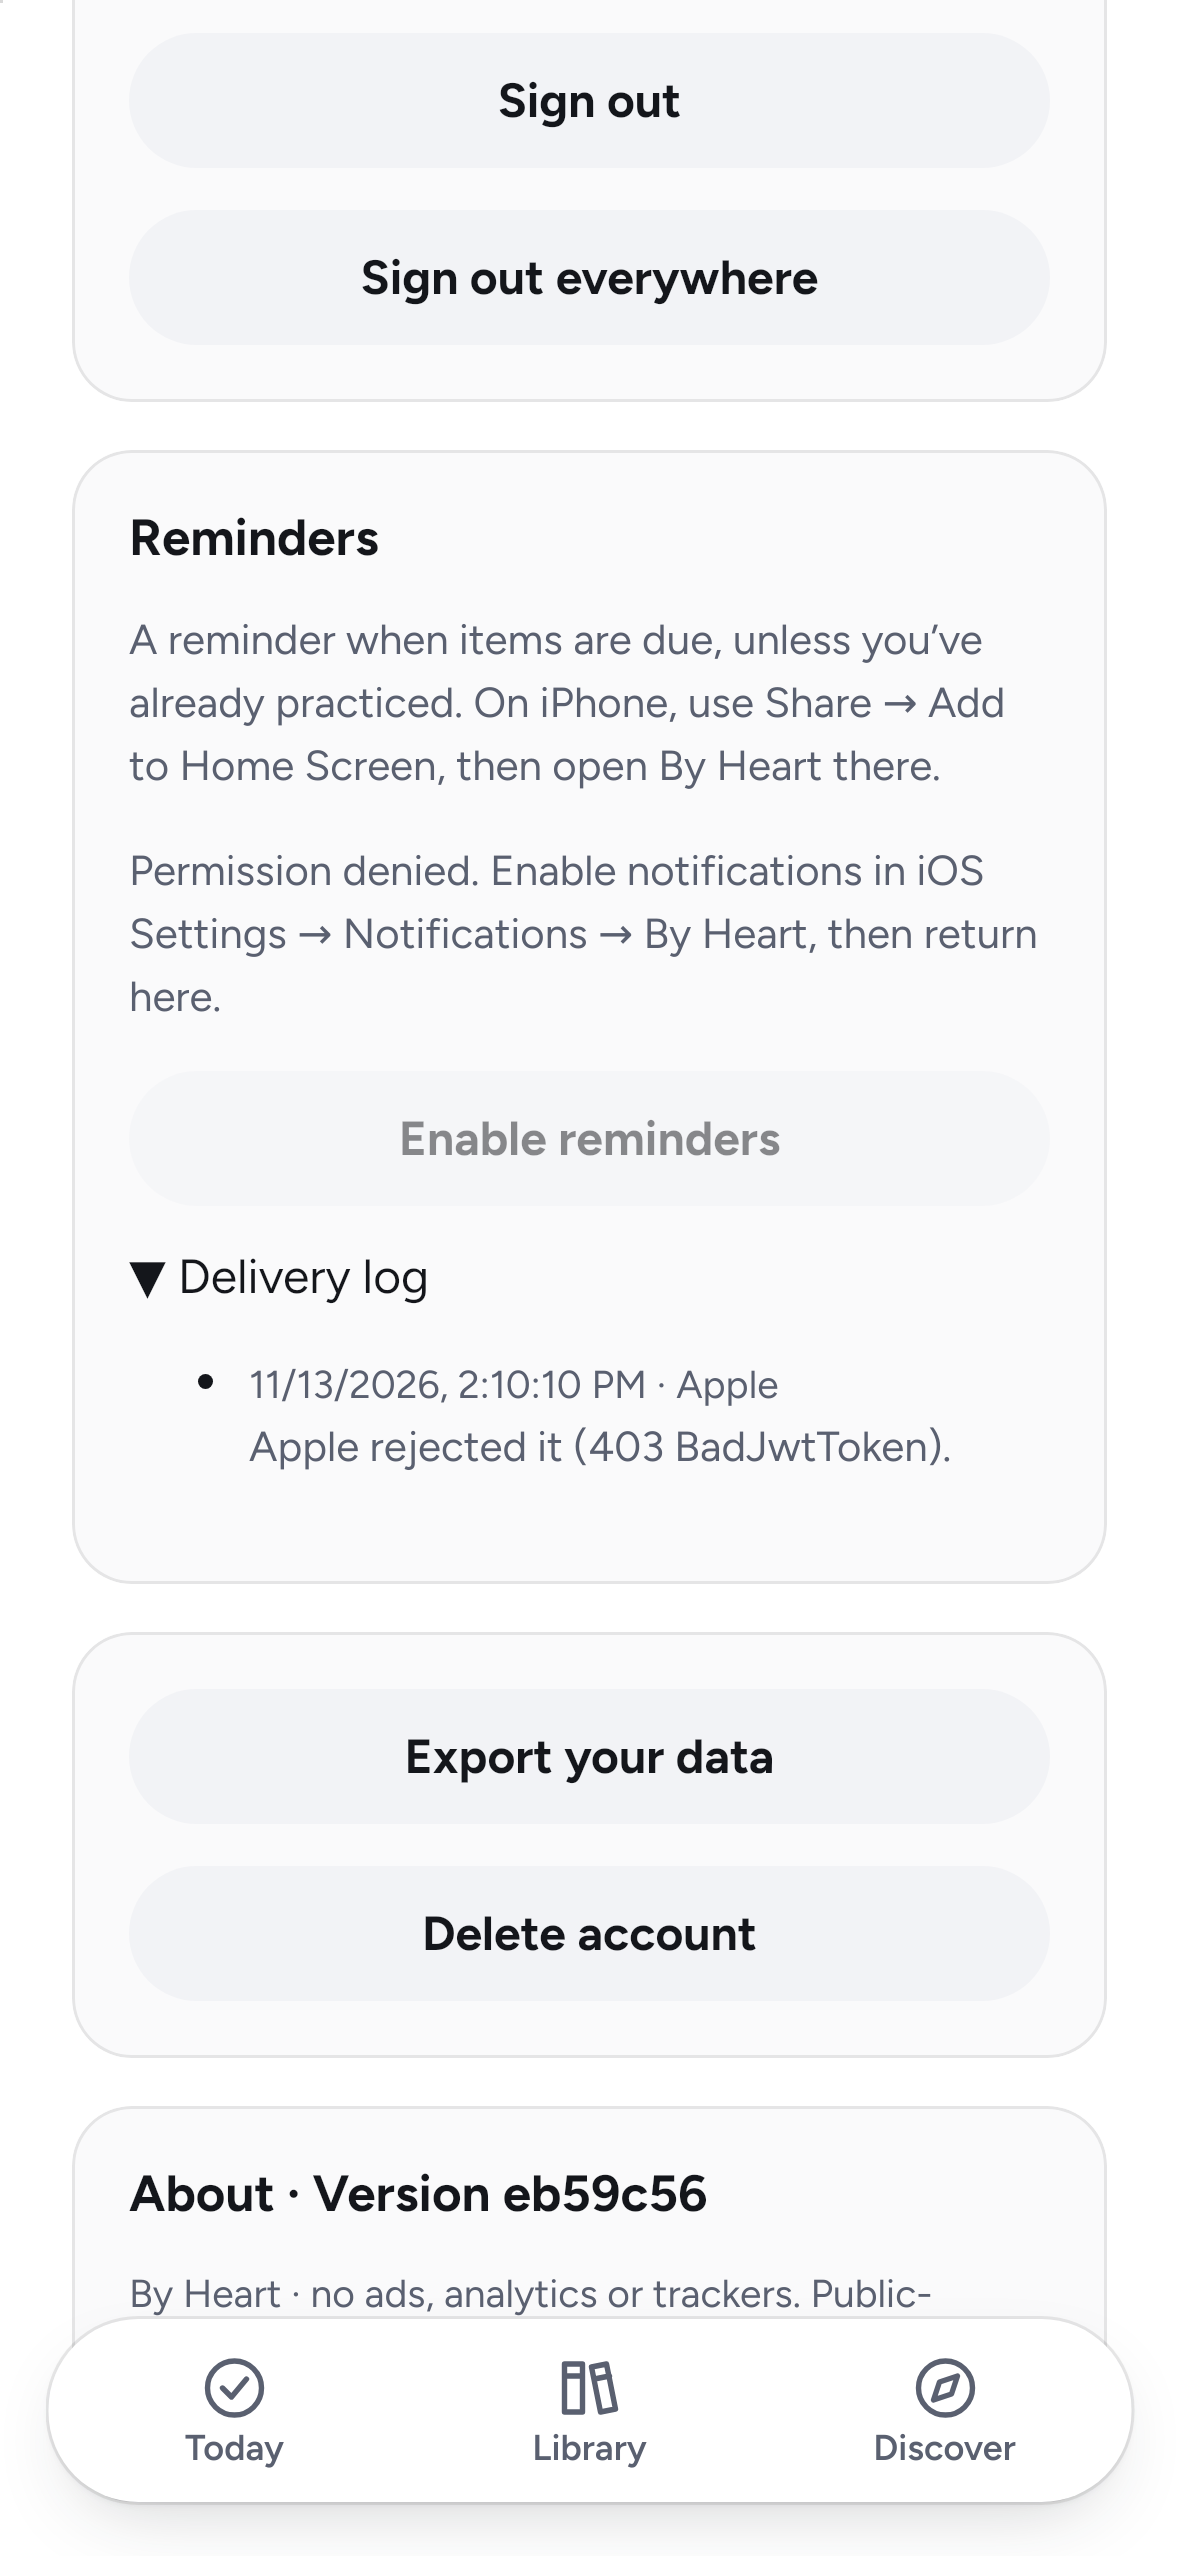 Sign out
Sign out everywhere
Reminders
A reminder when items are due, unless you’ve
already practiced. On iPhone, use Share → Add
to Home Screen, then open By Heart there.
Permission denied. Enable notifications in iOS
Settings → Notifications → By Heart, then return
here.
Enable reminders
▼ Delivery log
• 11/13/2026, 2:10:10 PM · Apple
Apple rejected it (403 BadJwtToken).
Export your data
Delete account
About · Version eb59c56
By Heart · no ads, analytics or trackers. Public-
Today
Library
Discover